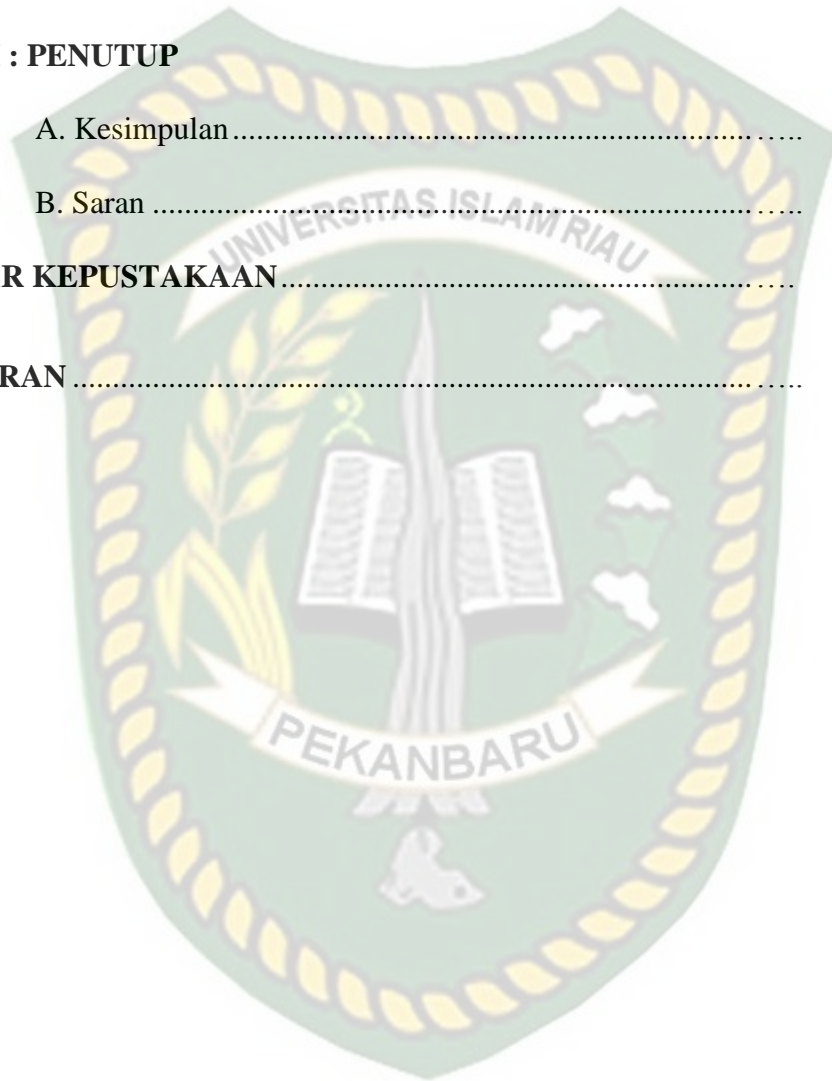 : PENUTUP
A. Kesimpulan ........................................................................
B. Saran ........................................................................
R KEPUSTAKAAN ........................................................................
RAN ........................................................................
UNIVERSITAS ISLAM RIAU
PEKANBARU